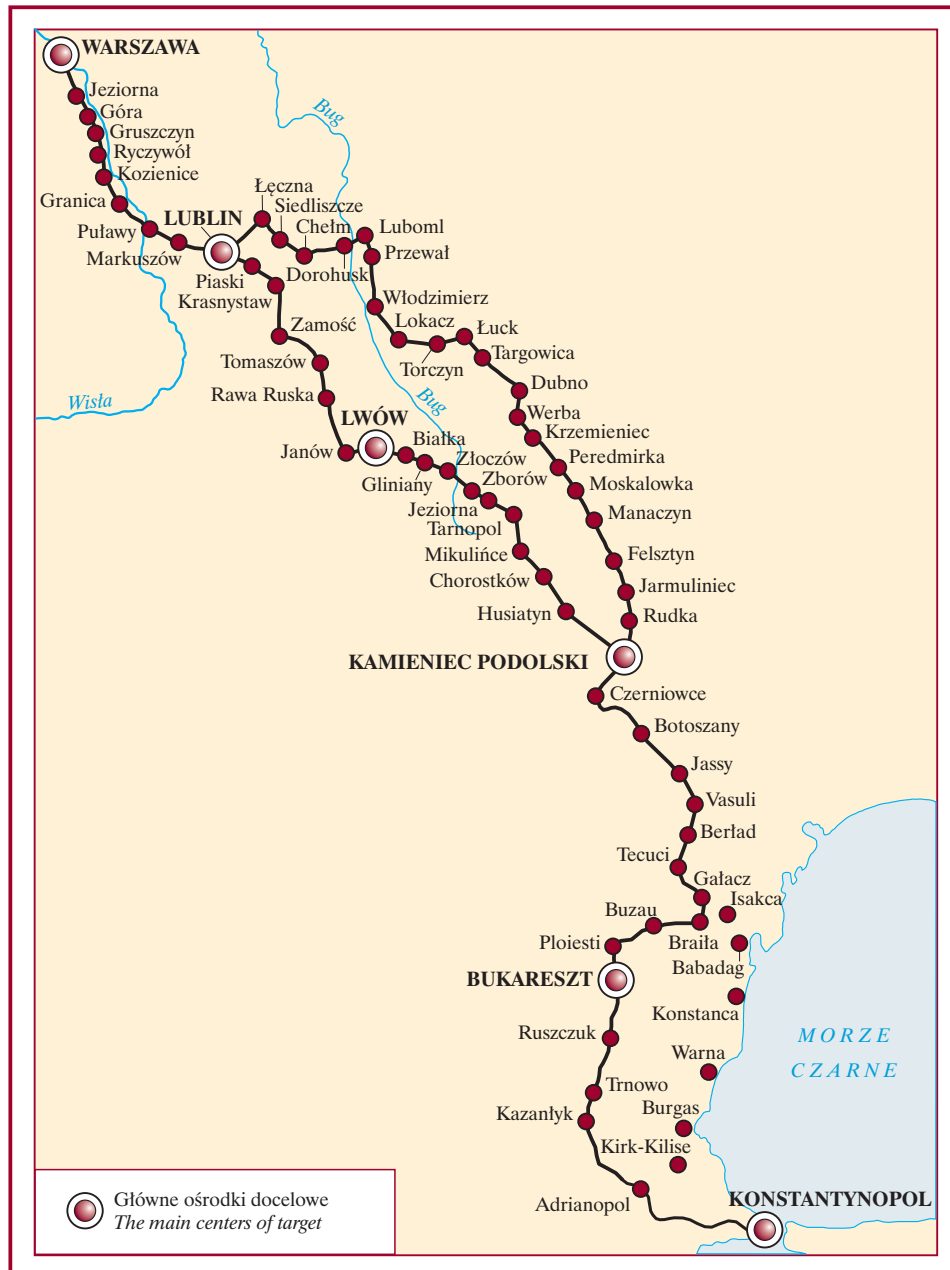 WARSZAWA
Jeziorna
Góra
Gruszczyn
Ryczywół
Kozienice
Granica
Puławy
Markuszów
LUBLIN
Łęczna
Siedliszcze
Chełm
Dorohusk
Luboml
Przewał
Piaski
Krasnystaw
Włodzimierz
Lokacz
Torczyn
Łuck
Targowica
Zamość
Tomaszów
Rawa Ruska
Janów
LWÓW
Białka
Gliniany
Złoczów
Zborów
Jeziorna
Tarnopol
Mikulińce
Chorostków
Husiatyn
Dubno
Werba
Krzemieniec
Peredmirka
Moskalowka
Manaczyn
Felsztyn
Jarmuliniec
Rudka
KAMIENIEC PODOLSKI
Czerniowce
Botoszany
Jassy
Vasuli
Berład
Tecuci
Gałacz
Isakca
Braiła
Babadag
Buzau
Ploiesti
BUKARESZT
Konstanca
Ruszczuk
Warna
Trnowo
Kazanłyk
Burgas
Kirk-Kilise
Adrianopol
KONSTANTYNOPOL
Bug
Bug
Wisła
MORZE
CZARNE
Główne ośrodki docelowe
The main centers of target